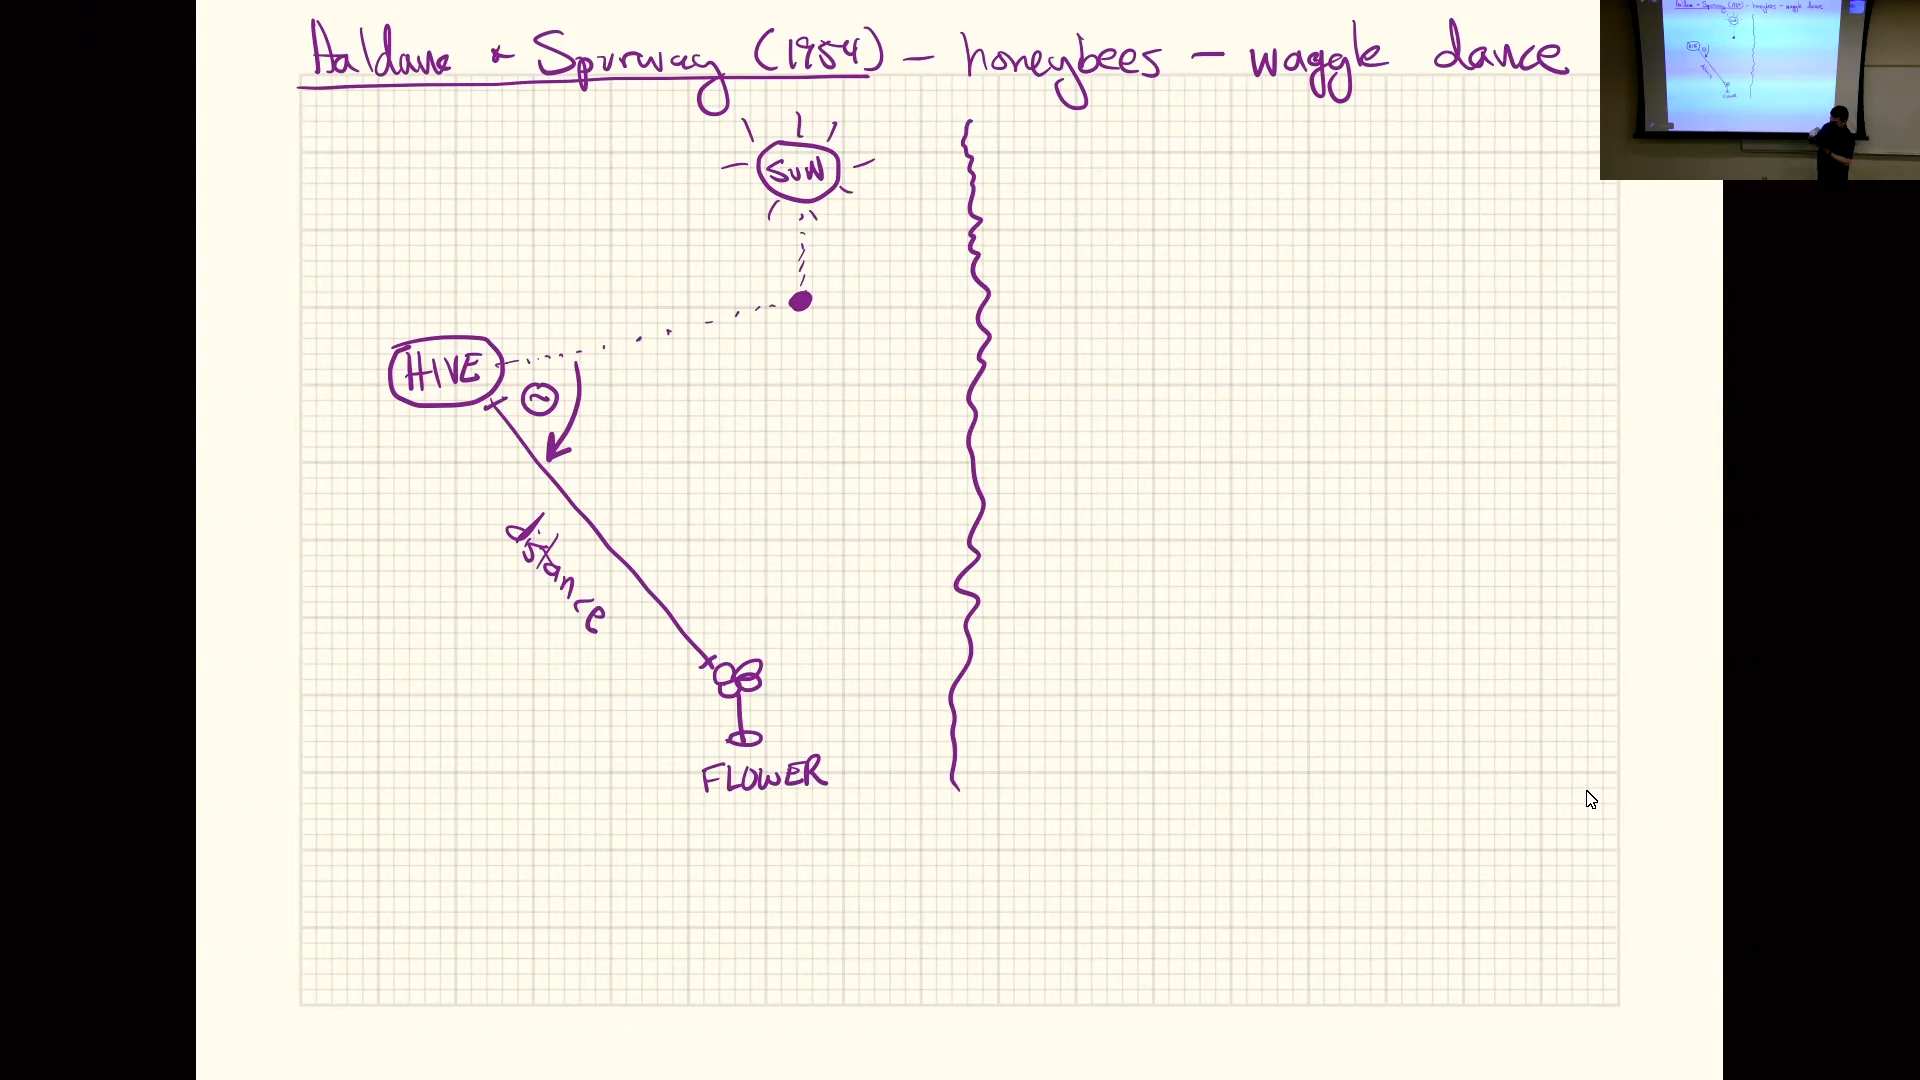 Haldane + Spurway (1954) – honeybees – waggle dance
SUN
HIVE
distance
FLOWER